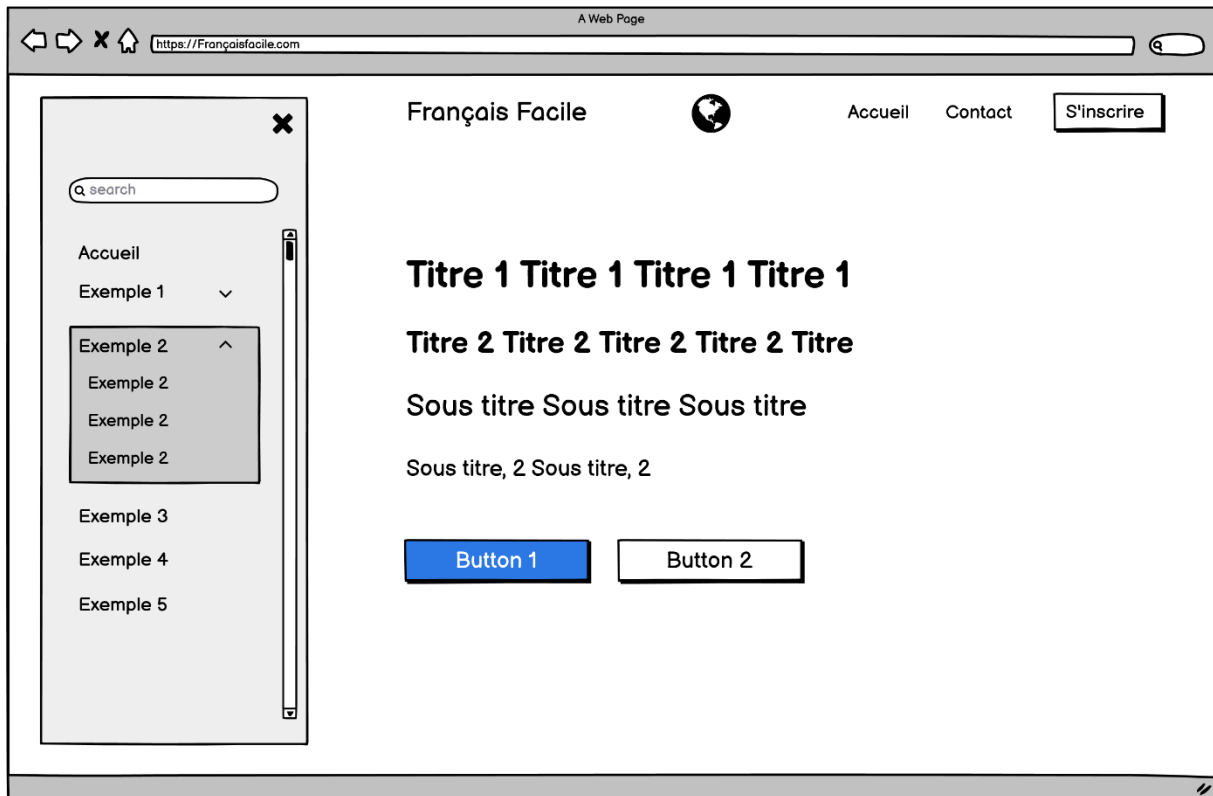 A Web Page
https://Françaisfacile.com
Français Facile
Accueil
Contact
S'inscrire
search
Accueil
Exemple 1
Exemple 2
Exemple 2
Exemple 2
Exemple 2
Exemple 3
Exemple 4
Exemple 5
Titre 1 Titre 1 Titre 1 Titre 1
Titre 2 Titre 2 Titre 2 Titre 2 Titre
Sous titre Sous titre Sous titre
Sous titre, 2 Sous titre, 2
Button 1
Button 2